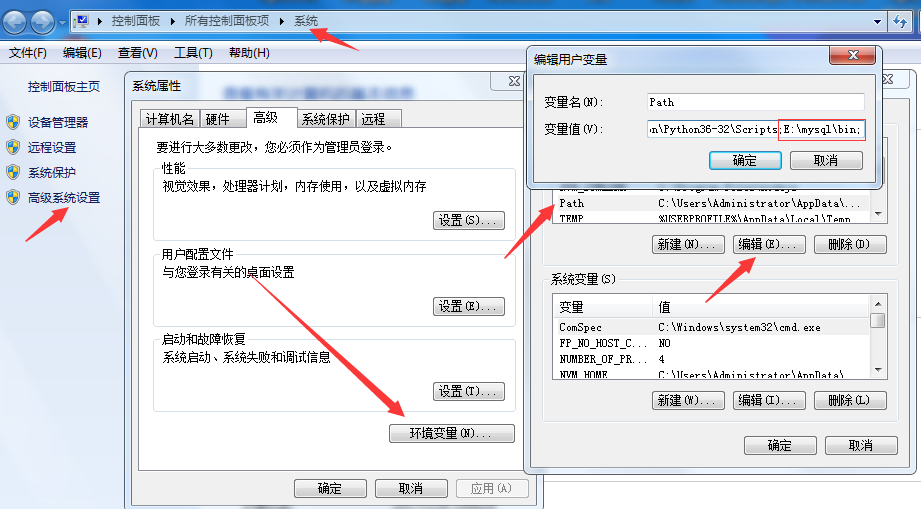 控制面板 所有控制面板项 系统
文件(F) 编辑(E) 查看(V) 工具(T) 帮助(H)
控制面板主页
设备管理器
远程设置
系统保护
高级系统设置
系统属性
计算机名 硬件 高级 系统保护 远程
要进行大多数更改，您必须作为管理员登录。
性能
视觉效果，处理器计划，内存使用，以及虚拟内存
设置(S)...
用户配置文件
与您登录有关的桌面设置
设置(E)...
启动和故障恢复
系统启动、系统失败和调试信息
设置(T)...
环境变量(N)...
确定 取消 应用(A)
编辑用户变量
变量名(N): Path
变量值(V): n\Python36-32\Scripts;E:\mysql\bin;
确定 取消
Path C:\Users\Administrator\AppData\...
TEMP %USERPROFILE%\AppData\Local\Temp
新建(N)... 编辑(E)... 删除(D)
系统变量(S)
变量 值
ComSpec C:\Windows\system32\cmd.exe
FP_NO_HOST_C... NO
NUMBER_OF_PR... 4
NVM_HOME C:\Users\Administrator\AppData\
新建(W)... 编辑(I)... 删除(L)
确定 取消